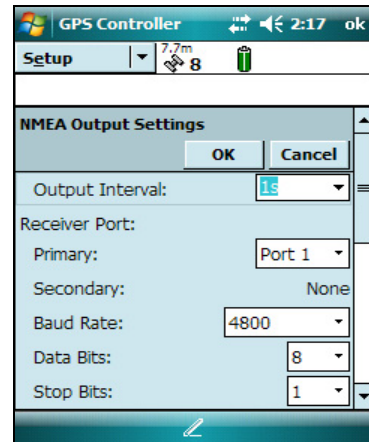 GPS Controller 2:17 ok
Setup 7.7m 8
NMEA Output Settings
OK Cancel
Output Interval: 1s
Receiver Port:
Primary: Port 1
Secondary: None
Baud Rate: 4800
Data Bits: 8
Stop Bits: 1